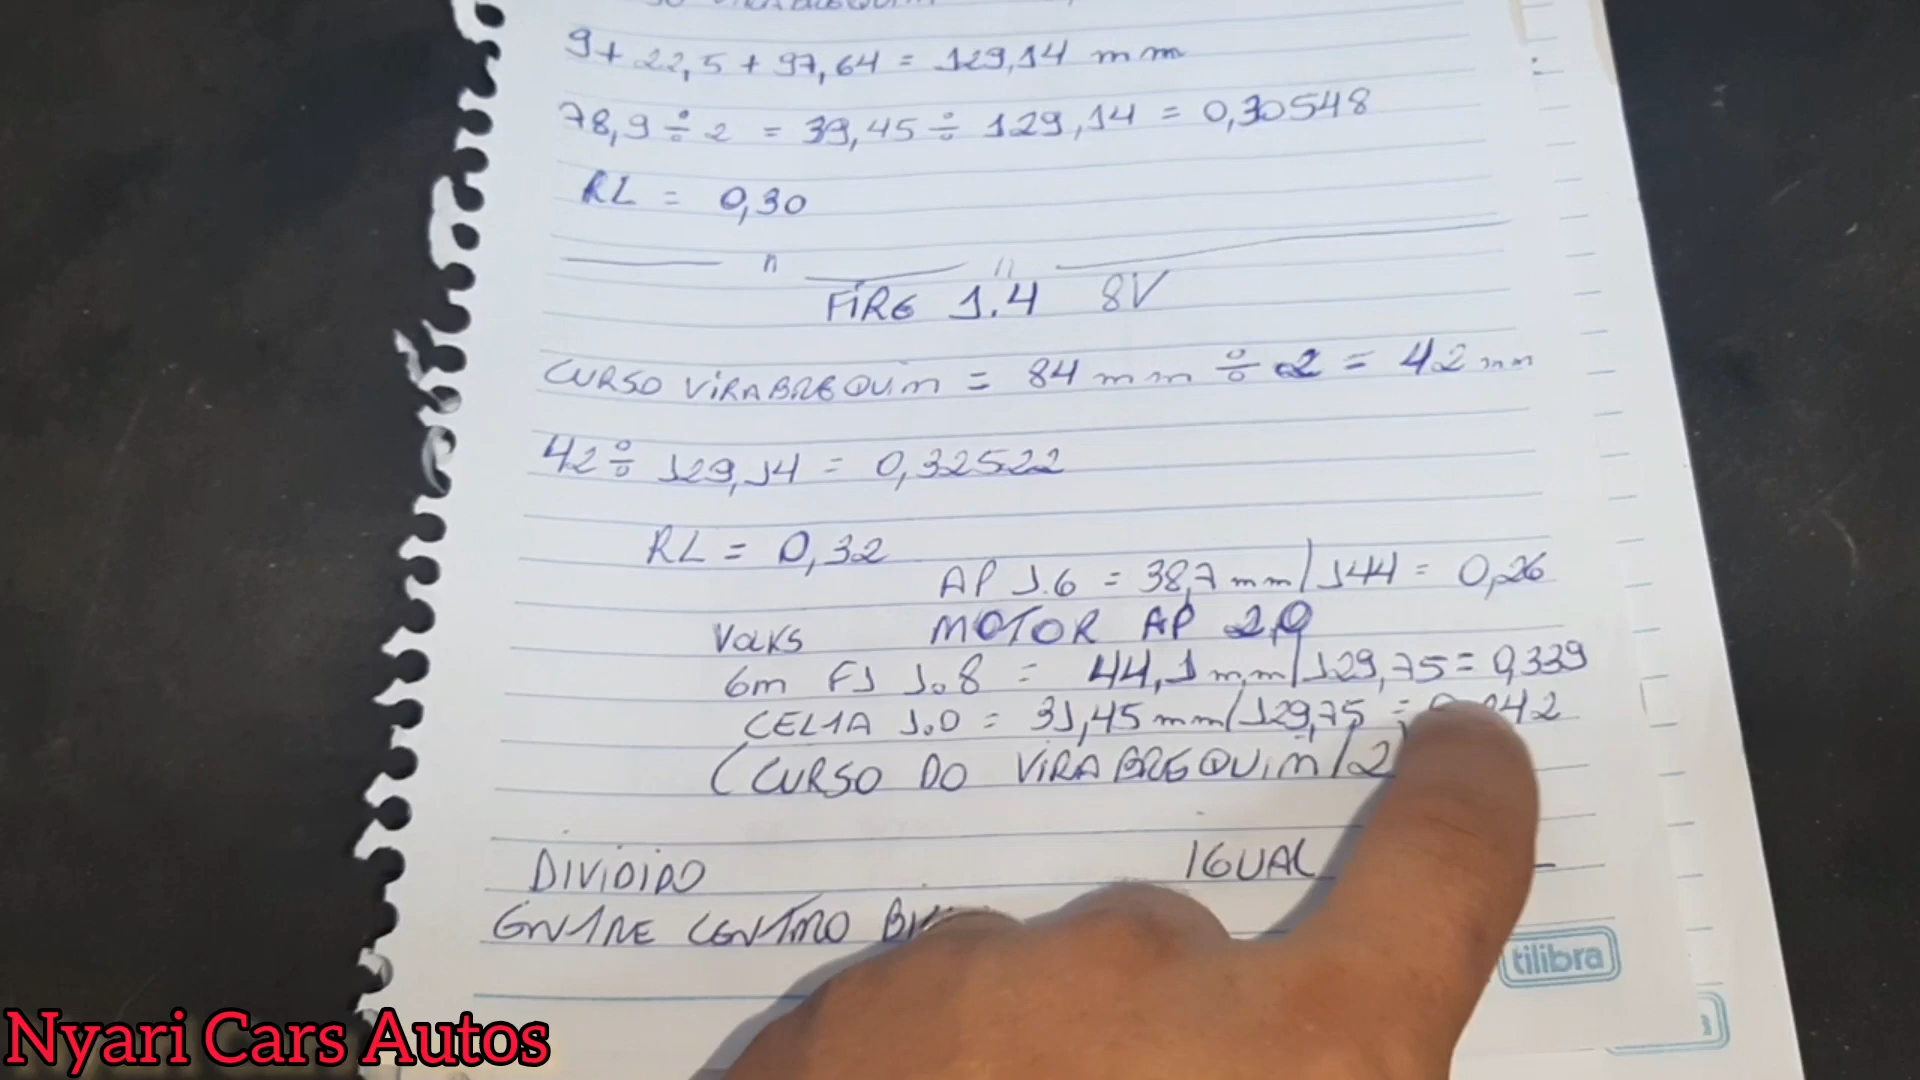 9+22,5+97,64 = 129,14 mm
78,9 ÷ 2 = 39,45 ÷ 129,14 = 0,30548
RL = 0,30
FIRE 1.4 8V
CURSO VIRABREQUIM = 84 mm ÷ 2 = 42 mm
42 ÷ 129,14 = 0,32522
RL = 0,32
AP 1.6 = 38,7 mm/144 = 0,26
VOLKS MOTOR AP 2,0
GM F1 1.8 = 44,1 mm/129,75 = 0,339
CELTA 1.0 = 31,45 mm/129,75 =
(CURSO DO VIRABREQUIM/2)
DIVIDIDO IGUAL
ENTRE CENTRO
tilibra
Nyari Cars Autos